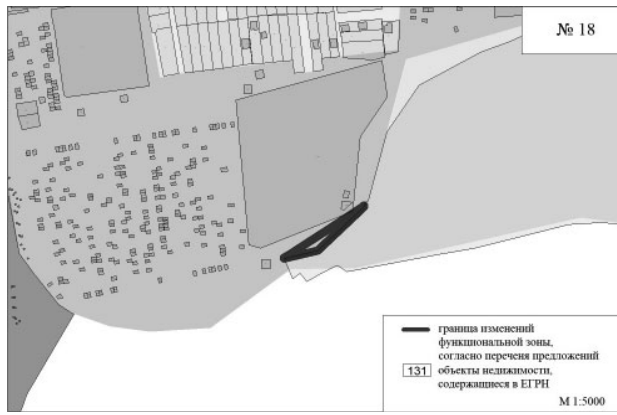 № 18
граница изменений
функциональной зоны,
согласно перечня предложений
131 объекты недвижимости,
содержащиеся в ЕГРН
М 1:5000